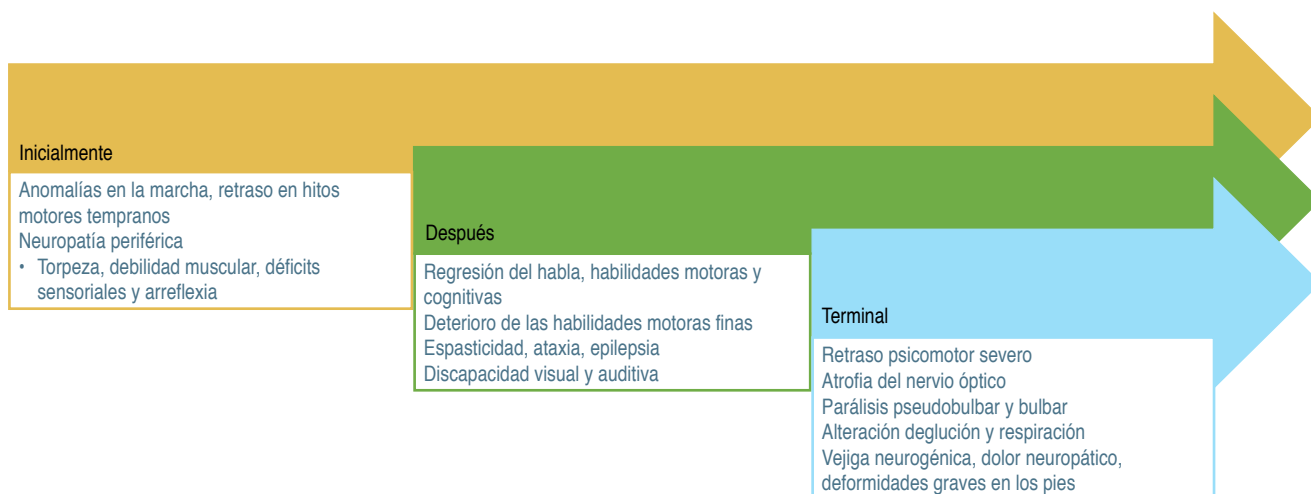 Inicialmente
Anomalías en la marcha, retraso en hitos
motores tempranos
Neuropatía periférica
• Torpeza, debilidad muscular, déficits
sensoriales y arreflexia
Después
Regresión del habla, habilidades motoras y
cognitivas
Deterioro de las habilidades motoras finas
Espasticidad, ataxia, epilepsia
Discapacidad visual y auditiva
Terminal
Retraso psicomotor severo
Atrofia del nervio óptico
Parálisis pseudobulbar y bulbar
Alteración deglución y respiración
Vejiga neurogénica, dolor neuropático,
deformidades graves en los pies